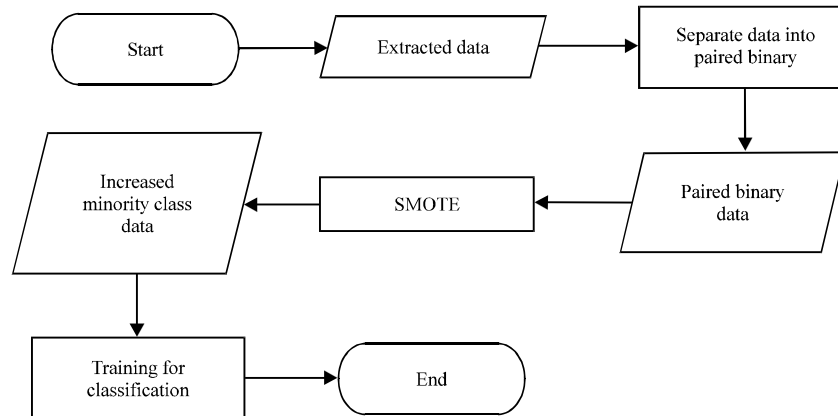 Start
Extracted data
Separate data into
paired binary
Paired binary
data
SMOTE
Increased
minority class
data
Training for
classification
End